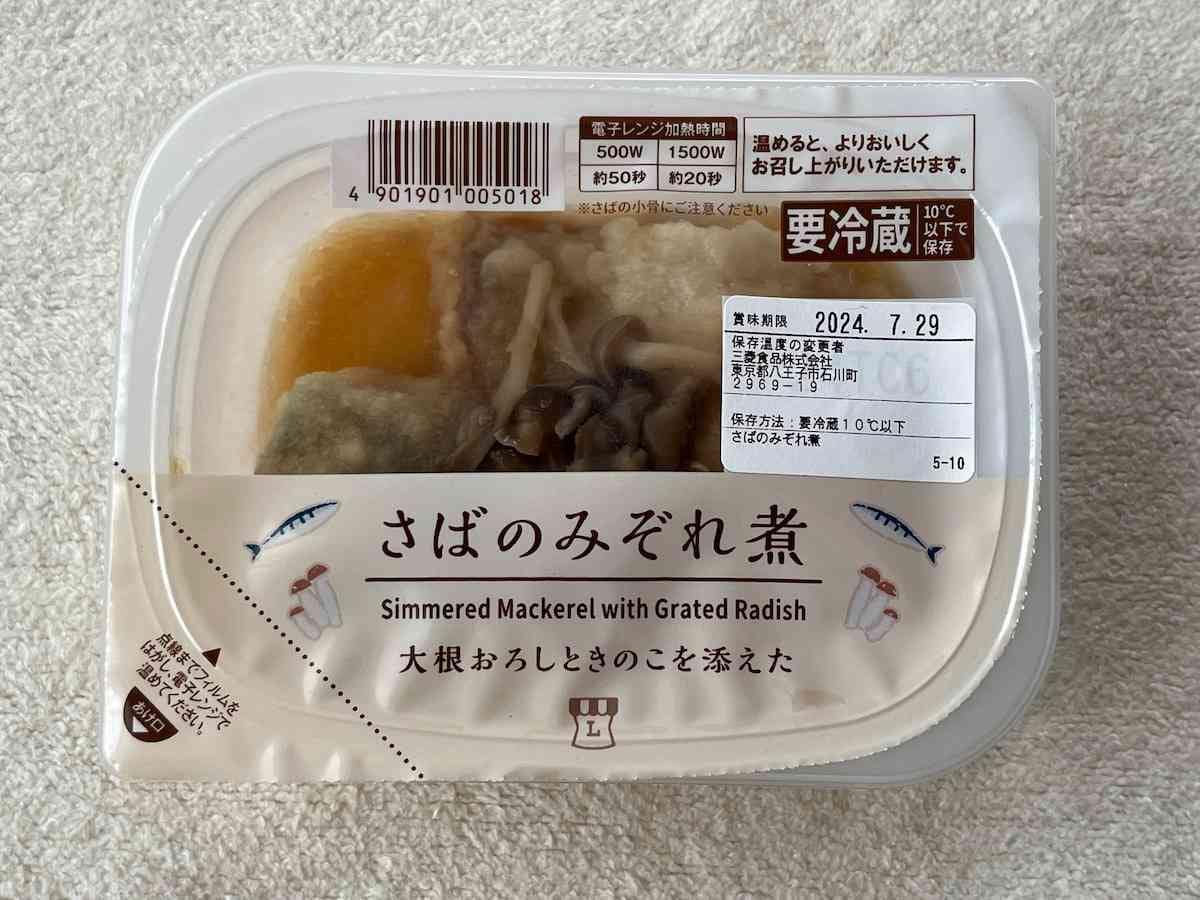 4 901901 005018
電子レンジ加熱時間
500W 1500W
約50秒 約20秒
温めると、よりおいしく
お召し上がりいただけます。
※さばの小骨にご注意ください
要冷蔵
10℃
以下で
保存
賞味期限 2024. 7.29
保存温度の変更者
三菱食品株式会社
東京都八王子市石川町
2969-19
保存方法:要冷蔵10℃以下
さばのみぞれ煮
5-10
さばのみぞれ煮
Simmered Mackerel with Grated Radish
大根おろしときのこを添えた
点線までフィルムを
はがし、電子レンジで
温めてください。
あけ口
L